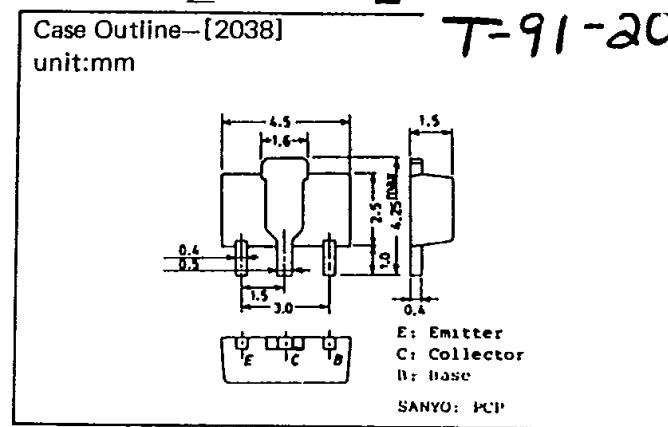 Case Outline—[2038]
T-91-20
unit:mm
4.5
1.6
1.5
2.5
4.25max
1.0
0.4
0.5
1.5
3.0
0.4
E: Emitter
C: Collector
B: Base
E C B
SANYO: PCP